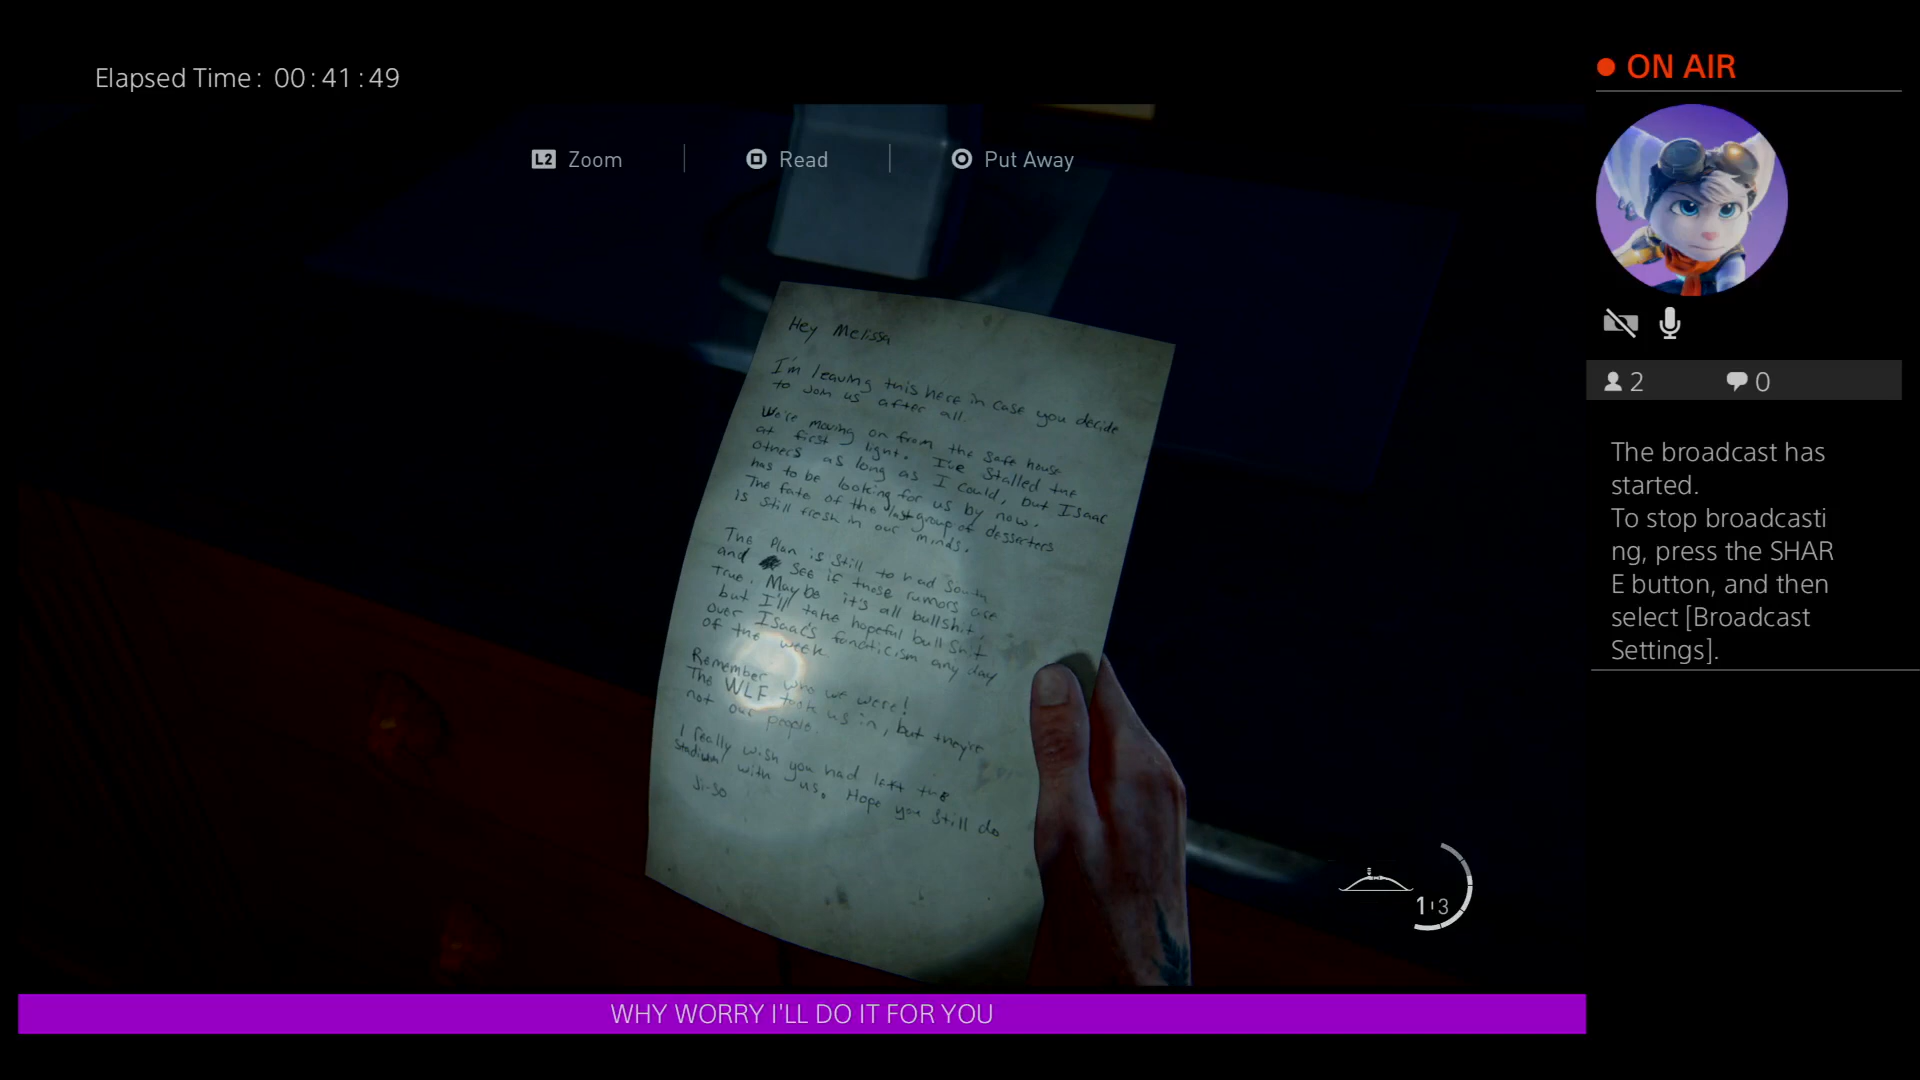 Elapsed Time: 00:41:49
L2 Zoom
Read
Put Away
Hey Melissa
I'm leaving this here in case you decide
to join us after all.
We're moving on from the safe house
at first light. I've stalled the
others as long as I could, but Isaac
has to be looking for us by now.
The fate of the last group of desserters
is still fresh in our minds.
The Plan is still to head South
and see if those rumors are
true. Maybe it's all bullshit,
but I'll take hopeful bullshit
over Isaac's fanaticism any day
of the week
Remember who we were!
The WLF took us in, but they're
not our people.
I really wish you had left the
Stadium with us. Hope you still do
Ji-so
1 3
WHY WORRY I'LL DO IT FOR YOU
ON AIR
2
0
The broadcast has
started.
To stop broadcasti
ng, press the SHAR
E button, and then
select [Broadcast
Settings].